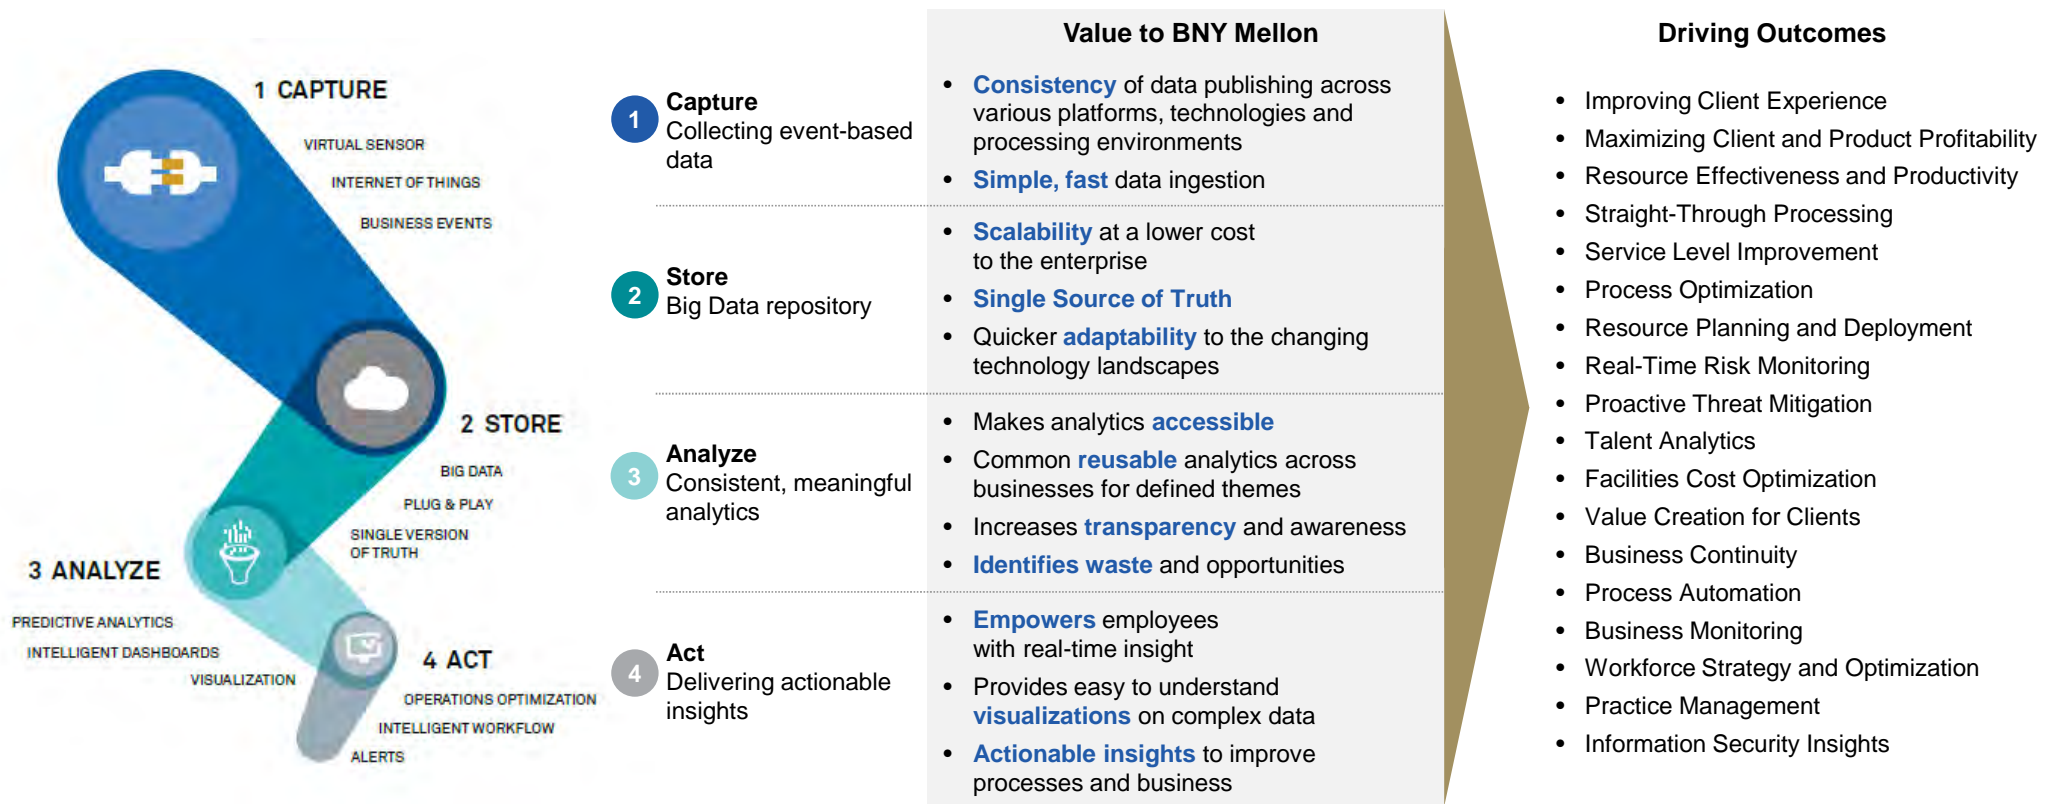 1 CAPTURE
VIRTUAL SENSOR
INTERNET OF THINGS
BUSINESS EVENTS
2 STORE
BIG DATA
PLUG & PLAY
SINGLE VERSION
OF TRUTH
3 ANALYZE
PREDICTIVE ANALYTICS
INTELLIGENT DASHBOARDS
VISUALIZATION
4 ACT
OPERATIONS OPTIMIZATION
INTELLIGENT WORKFLOW
ALERTS
1
Capture
Collecting event-based
data
2
Store
Big Data repository
3
Analyze
Consistent, meaningful
analytics
4
Act
Delivering actionable
insights
Value to BNY Mellon
• Consistency of data publishing across
various platforms, technologies and
processing environments
• Simple, fast data ingestion
• Scalability at a lower cost
to the enterprise
• Single Source of Truth
• Quicker adaptability to the changing
technology landscapes
• Makes analytics accessible
• Common reusable analytics across
businesses for defined themes
• Increases transparency and awareness
• Identifies waste and opportunities
• Empowers employees
with real-time insight
• Provides easy to understand
visualizations on complex data
• Actionable insights to improve
processes and business
Driving Outcomes
• Improving Client Experience
• Maximizing Client and Product Profitability
• Resource Effectiveness and Productivity
• Straight-Through Processing
• Service Level Improvement
• Process Optimization
• Resource Planning and Deployment
• Real-Time Risk Monitoring
• Proactive Threat Mitigation
• Talent Analytics
• Facilities Cost Optimization
• Value Creation for Clients
• Business Continuity
• Process Automation
• Business Monitoring
• Workforce Strategy and Optimization
• Practice Management
• Information Security Insights